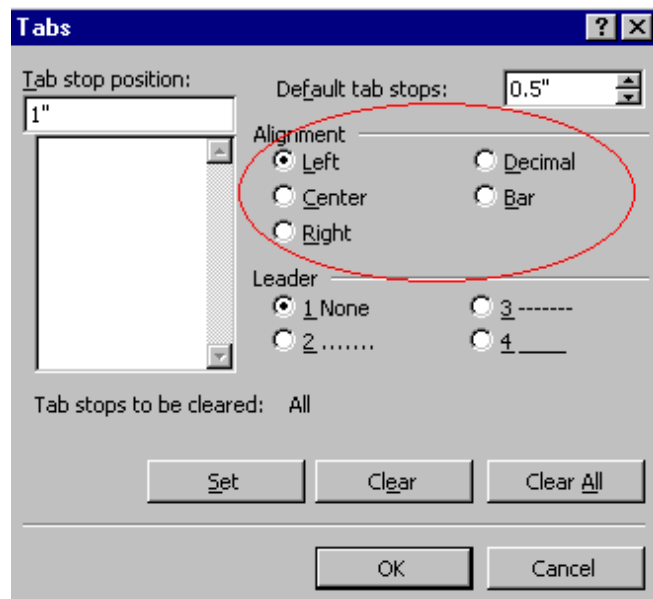 Tabs
Tab stop position:
Default tab stops: 0.5"
1"
Alignment
Left Decimal
Center Bar
Right
Leader
1 None 3 -------
2 ....... 4 ____
Tab stops to be cleared: All
Set Clear Clear All
OK Cancel